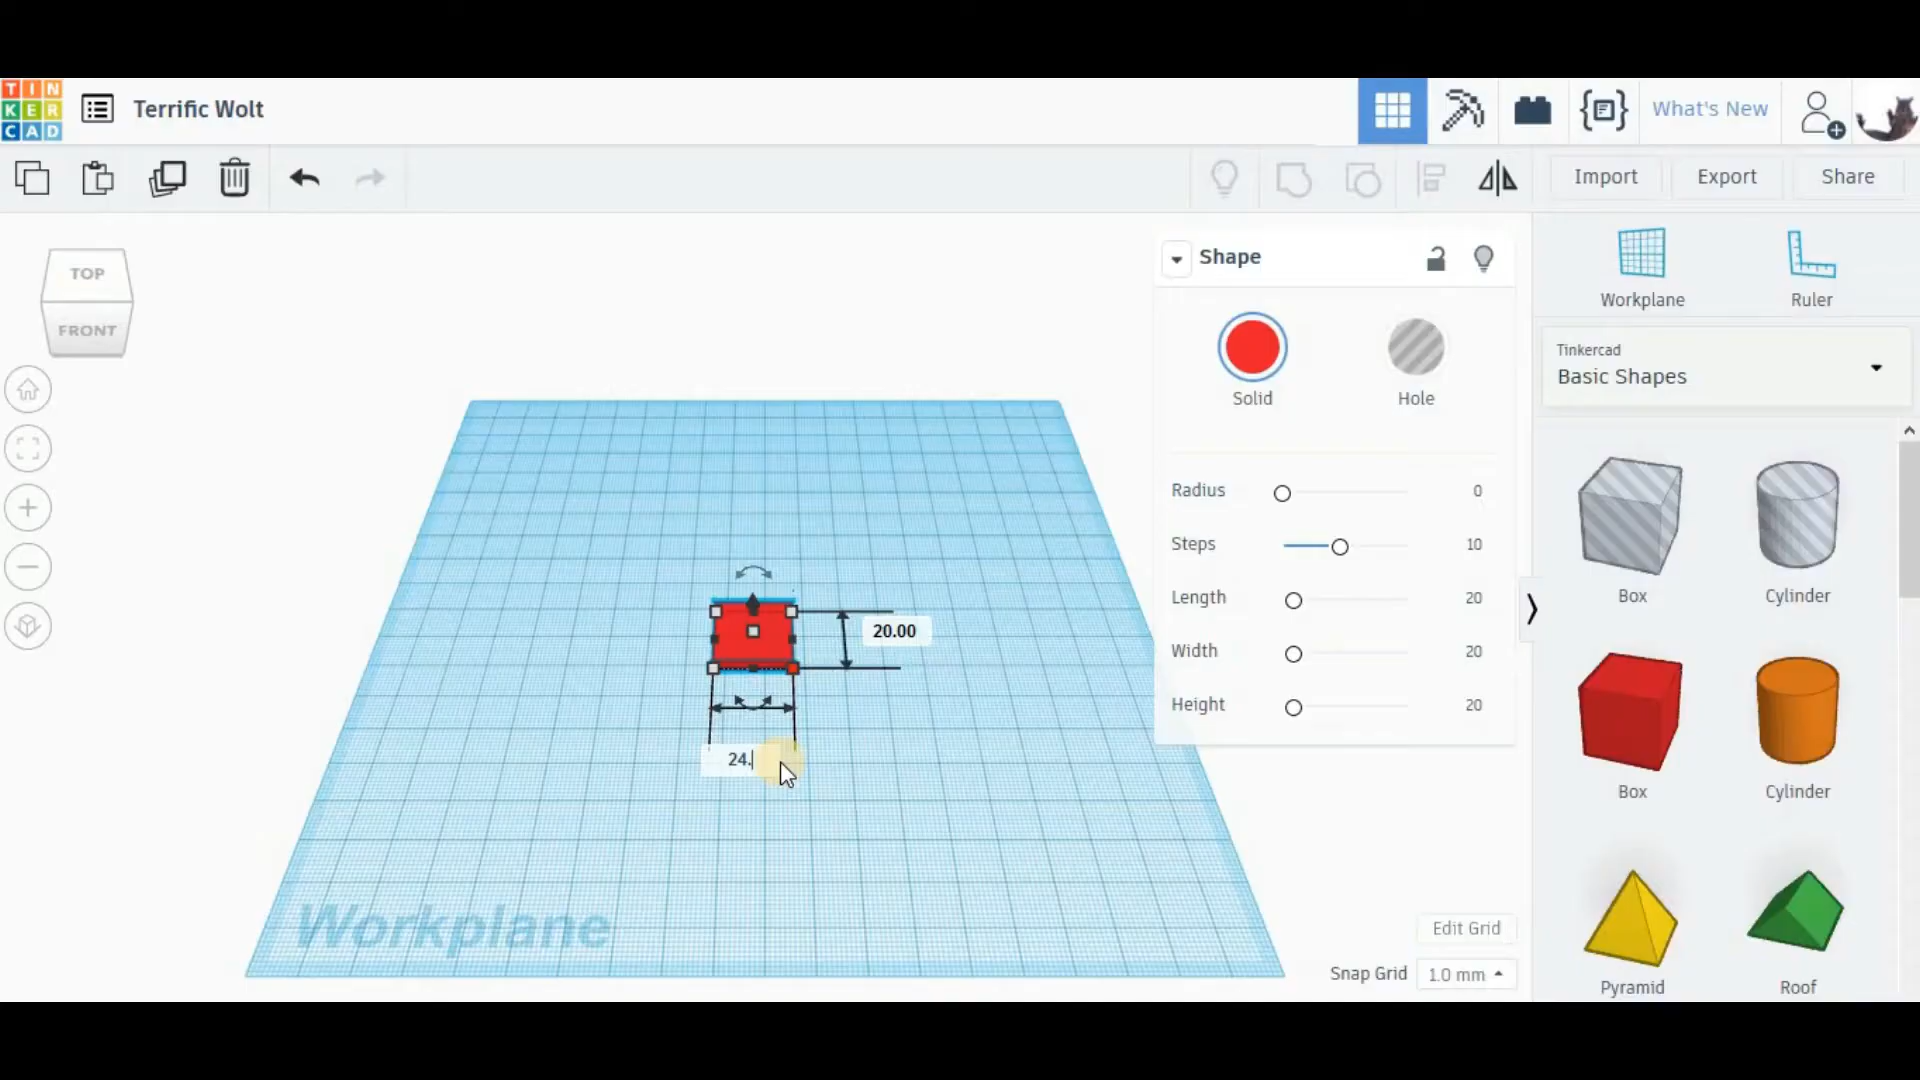 TIN
KER
CAD
Terrific Wolt
What's New
Import
Export
Share
TOP
FRONT
Shape
Solid
Hole
Radius 0
Steps 10
Length 20
Width 20
Height 20
Workplane
Ruler
Tinkercad
Basic Shapes
Box
Cylinder
Box
Cylinder
Pyramid
Roof
20.00
24.
Workplane
Edit Grid
Snap Grid 1.0 mm